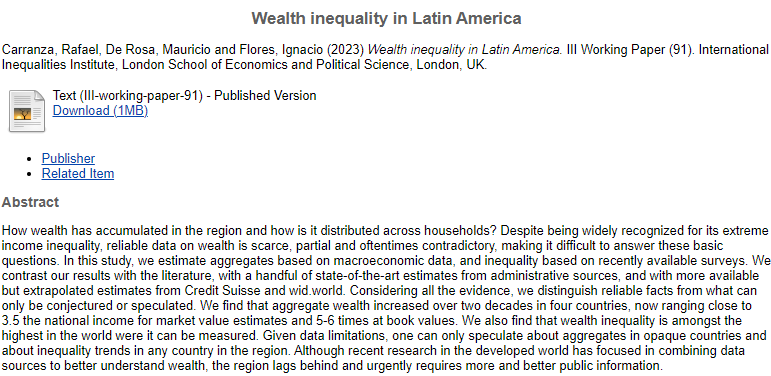 Wealth inequality in Latin America
Carranza, Rafael, De Rosa, Mauricio and Flores, Ignacio (2023) Wealth inequality in Latin America. III Working Paper (91). International
Inequalities Institute, London School of Economics and Political Science, London, UK.
Text (III-working-paper-91) - Published Version
Download (1MB)
Publisher
Related Item
Abstract
How wealth has accumulated in the region and how is it distributed across households? Despite being widely recognized for its extreme
income inequality, reliable data on wealth is scarce, partial and oftentimes contradictory, making it difficult to answer these basic
questions. In this study, we estimate aggregates based on macroeconomic data, and inequality based on recently available surveys. We
contrast our results with the literature, with a handful of state-of-the-art estimates from administrative sources, and with more available
but extrapolated estimates from Credit Suisse and wid.world. Considering all the evidence, we distinguish reliable facts from what can
only be conjectured or speculated. We find that aggregate wealth increased over two decades in four countries, now ranging close to
3.5 the national income for market value estimates and 5-6 times at book values. We also find that wealth inequality is amongst the
highest in the world were it can be measured. Given data limitations, one can only speculate about aggregates in opaque countries and
about inequality trends in any country in the region. Although recent research in the developed world has focused in combining data
sources to better understand wealth, the region lags behind and urgently requires more and better public information.